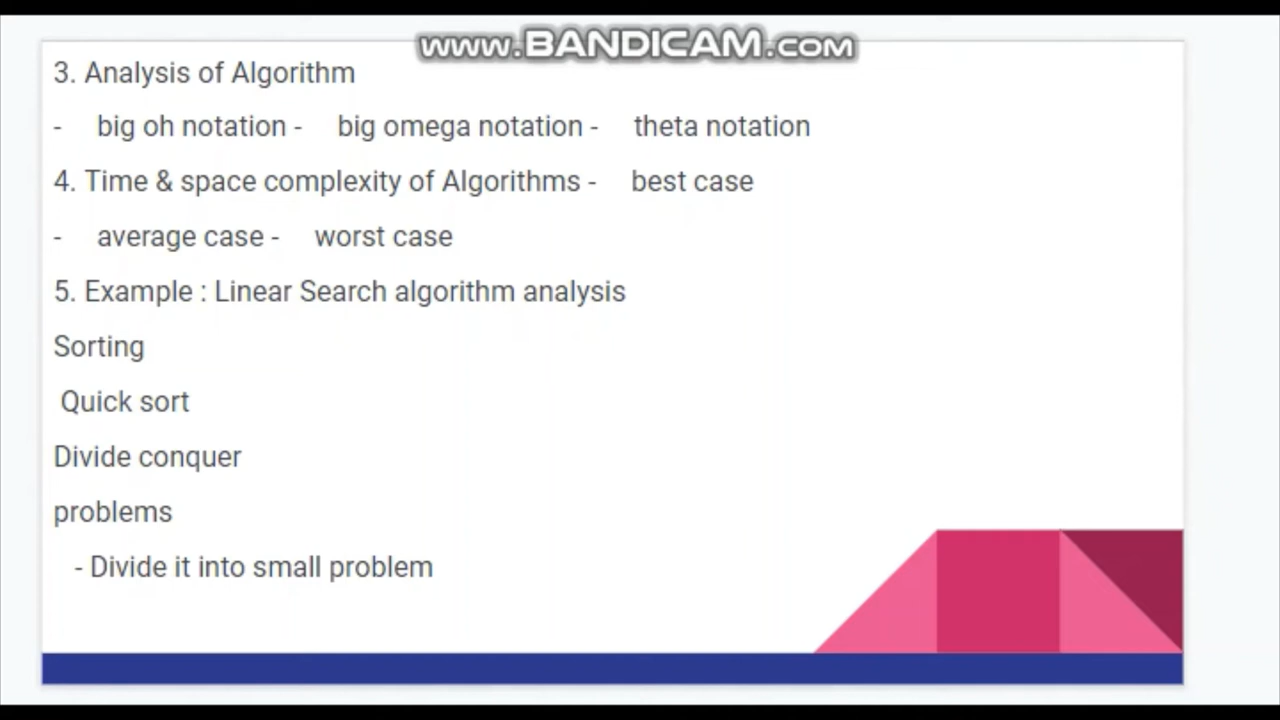 www.BANDICAM.com
3. Analysis of Algorithm
- big oh notation - big omega notation - theta notation
4. Time & space complexity of Algorithms - best case
- average case - worst case
5. Example : Linear Search algorithm analysis
Sorting
Quick sort
Divide conquer
problems
- Divide it into small problem